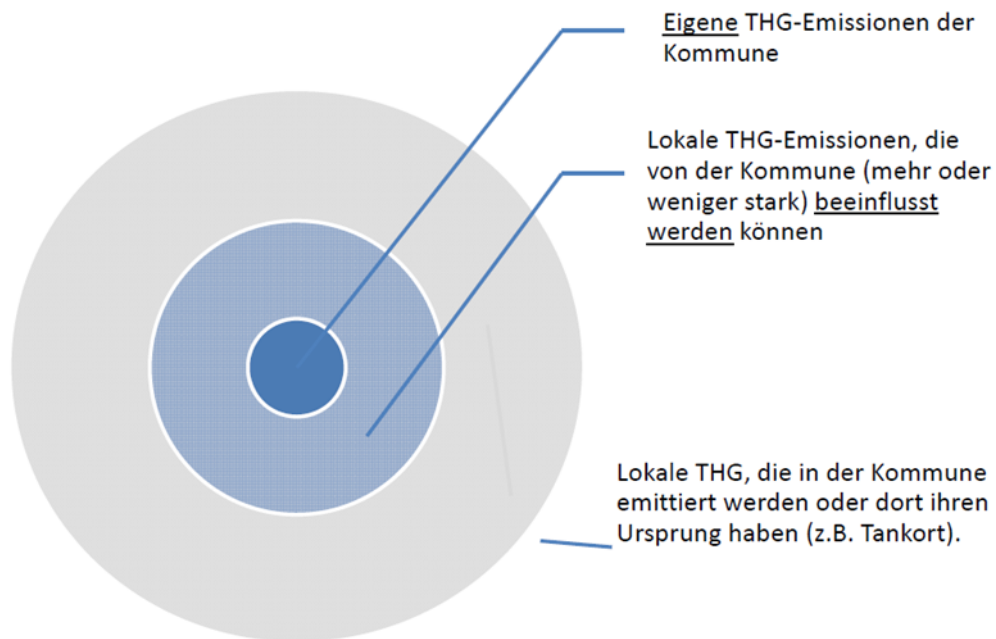 Eigene THG-Emissionen der
Kommune
Lokale THG-Emissionen, die
von der Kommune (mehr oder
weniger stark) beeinflusst
werden können
Lokale THG, die in der Kommune
emittiert werden oder dort ihren
Ursprung haben (z.B. Tankort).